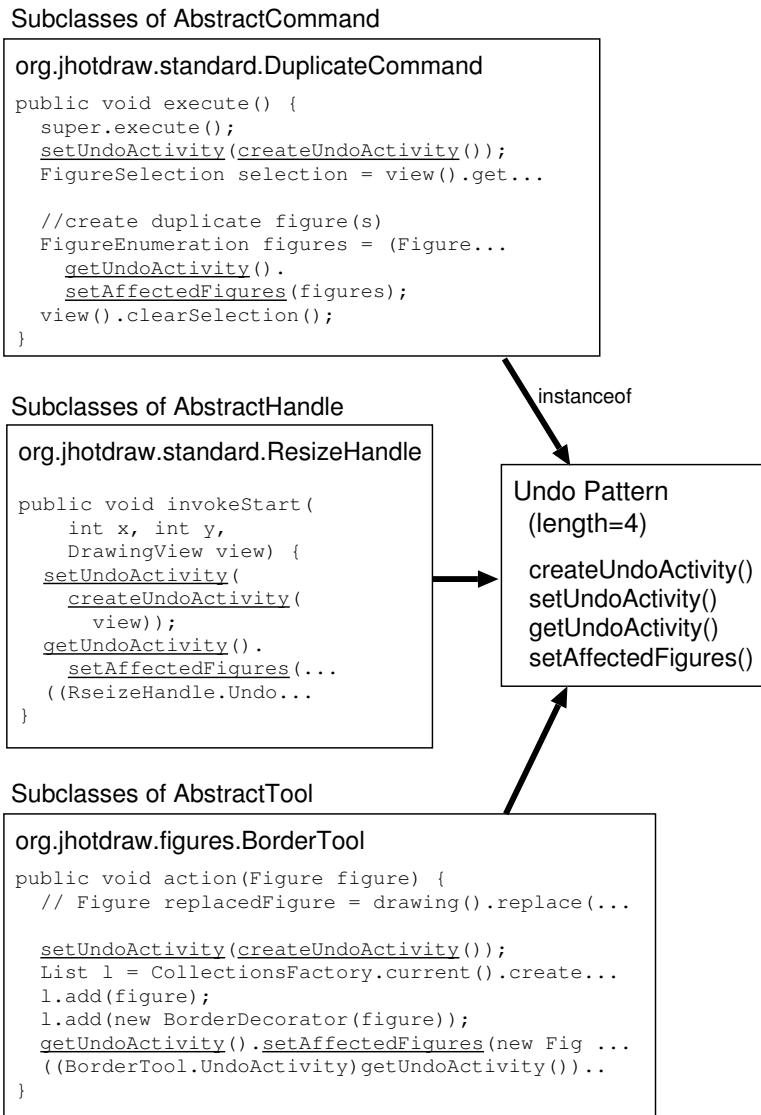 Subclasses of AbstractCommand
org.jhotdraw.standard.DuplicateCommand
public void execute() {
super.execute();
setUndoActivity(createUndoActivity());
FigureSelection selection = view().get...
//create duplicate figure(s)
FigureEnumeration figures = (Figure...
getUndoActivity().
setAffectedFigures(figures);
view().clearSelection();
}
instanceof
Subclasses of AbstractHandle
org.jhotdraw.standard.ResizeHandle
public void invokeStart(
int x, int y,
DrawingView view) {
setUndoActivity(
createUndoActivity(
view));
getUndoActivity().
setAffectedFigures(...
((RseizeHandle.Undo...
}
Undo Pattern
(length=4)
createUndoActivity()
setUndoActivity()
getUndoActivity()
setAffectedFigures()
Subclasses of AbstractTool
org.jhotdraw.figures.BorderTool
public void action(Figure figure) {
// Figure replacedFigure = drawing().replace(...
setUndoActivity(createUndoActivity());
List l = CollectionsFactory.current().create...
l.add(figure);
l.add(new BorderDecorator(figure));
getUndoActivity().setAffectedFigures(new Fig ...
((BorderTool.UndoActivity)getUndoActivity())..
}